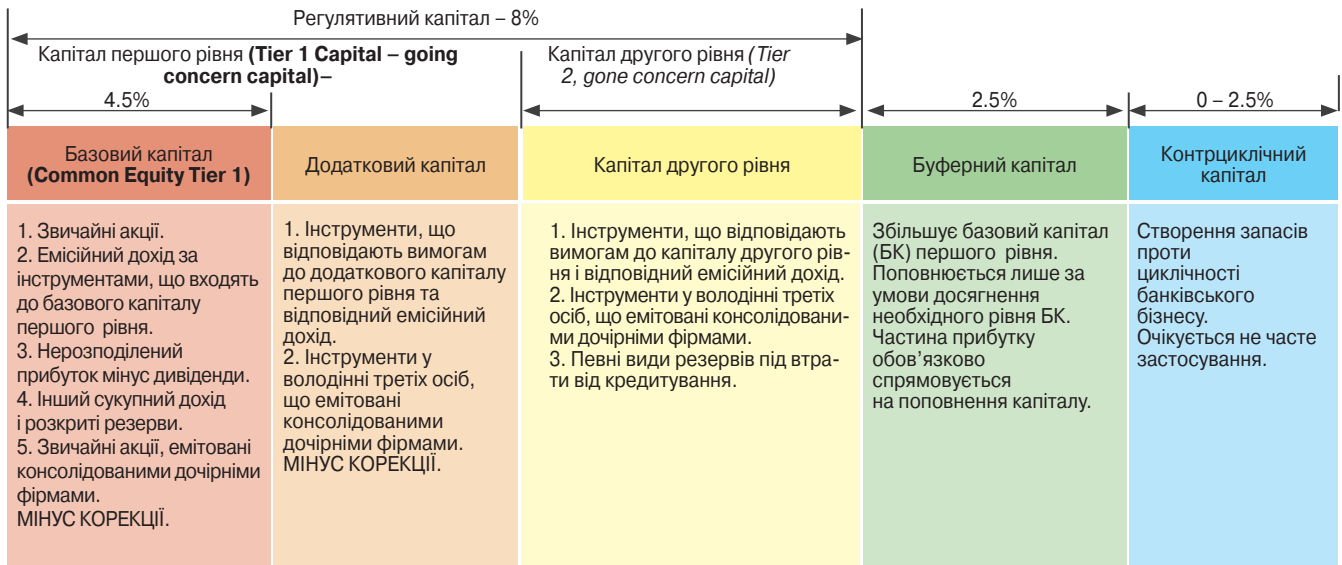 Регулятивний капітал – 8%
Капітал першого рівня (Tier 1 Capital – going
concern capital)–
Капітал другого рівня (Tier
2, gone concern capital)
4.5%
2.5%
0 – 2.5%
Базовий капітал
(Common Equity Tier 1)
Додатковий капітал
Капітал другого рівня
Буферний капітал
Контрциклічний
капітал
1. Звичайні акції.
2. Емісійний дохід за
інструментами, що входять
до базового капіталу
першого рівня.
3. Нерозподілений
прибуток мінус дивіденди.
4. Інший сукупний дохід
і розкриті резерви.
5. Звичайні акції, емітовані
консолідованими дочірніми
фірмами.
МІНУС КОРЕКЦІЇ.
1. Інструменти, що
відповідають вимогам
до додаткового капіталу
першого рівня та
відповідний емісійний
дохід.
2. Інструменти у
володінні третіх осіб,
що емітовані
консолідованими
дочірніми фірмами.
МІНУС КОРЕКЦІЇ.
1. Інструменти, що відповідають
вимогам до капіталу другого рів-
ня і відповідний емісійний дохід.
2. Інструменти у володінні третіх
осіб, що емітовані консолідовани-
ми дочірніми фірмами.
3. Певні види резервів під втра-
ти від кредитування.
Збільшує базовий капітал
(БК) першого рівня.
Поповнюється лише за
умови досягнення
необхідного рівня БК.
Частина прибутку
обов’язково
спрямовується
на поповнення капіталу.
Створення запасів
проти
циклічності
банківського
бізнесу.
Очікується не часте
застосування.